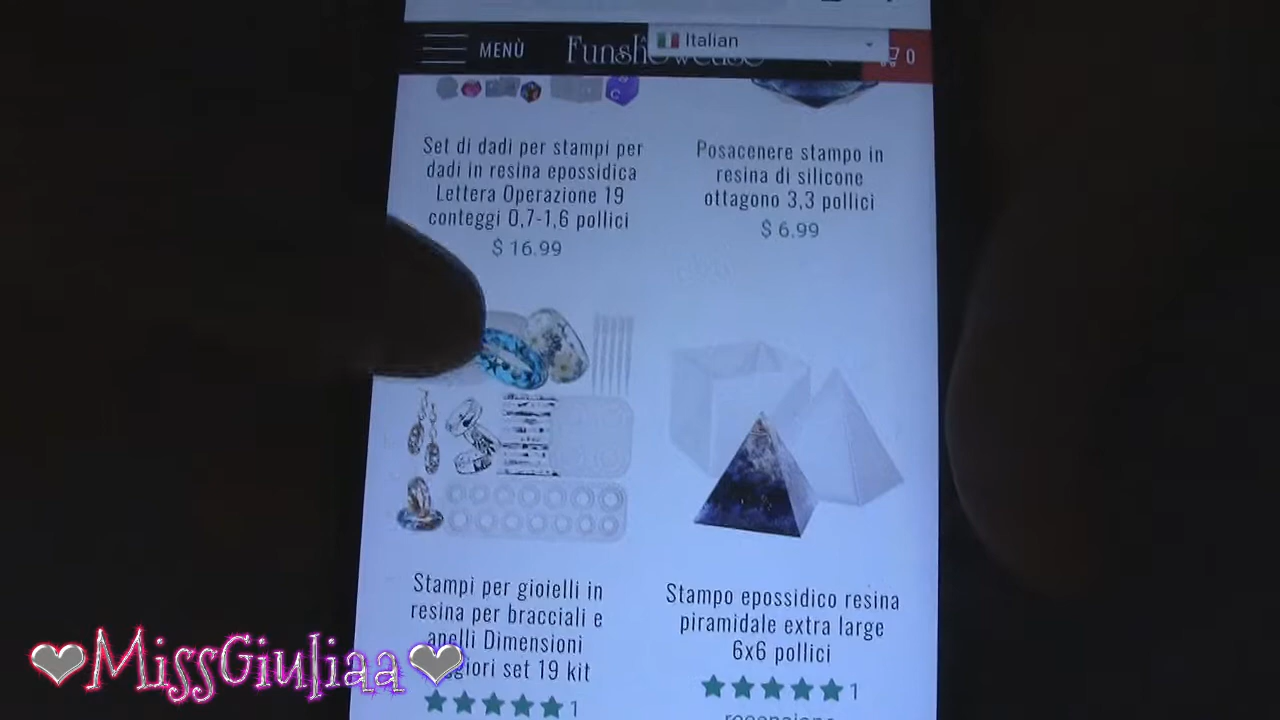 MENÙ
Italian
0
Set di dadi per stampi per
dadi in resina epossidica
Lettera Operazione 19
conteggi 0,7-1,6 pollici
$ 16.99
Posacenere stampo in
resina di silicone
ottagono 3,3 pollici
$ 6.99
Stampi per gioielli in
resina per bracciali e
anelli Dimensioni
set 19 kit
1
Stampo epossidico resina
piramidale extra large
6x6 pollici
1
MissGiuliaa